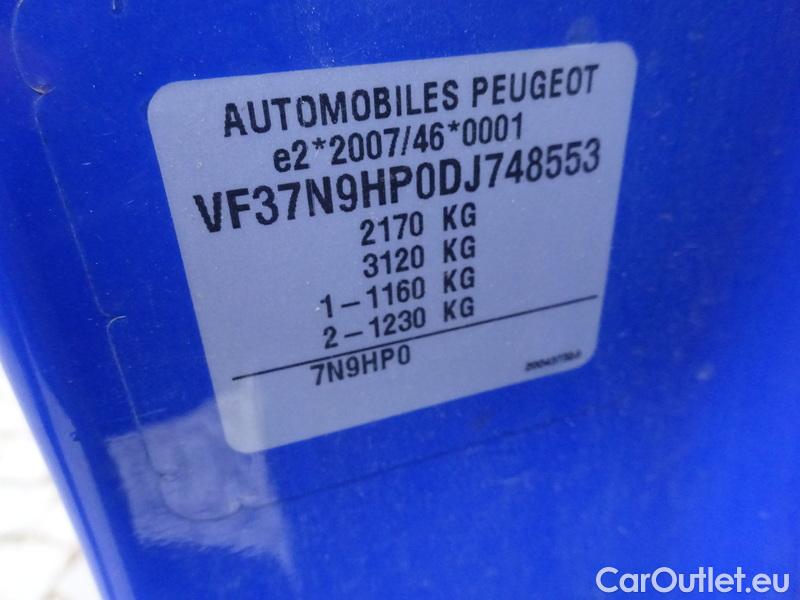 AUTOMOBILES PEUGEOT
e2*2007/46*0001
VF37N9HP0DJ748553
2170 KG
3120 KG
1-1160 KG
2-1230 KG
7N9HP0
CarOutlet.eu